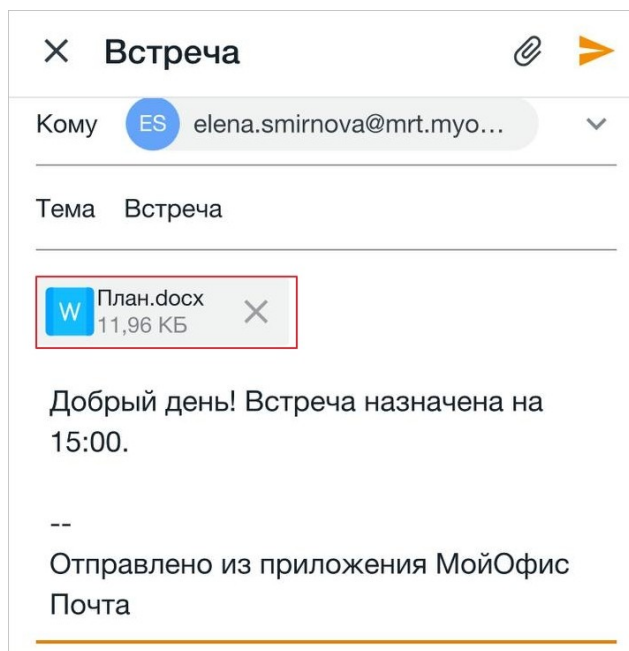 Встреча
Кому ES elena.smirnova@mrt.myo...
Тема Встреча
W План.docx
11,96 КБ
Добрый день! Встреча назначена на
15:00.
--
Отправлено из приложения МойОфис
Почта